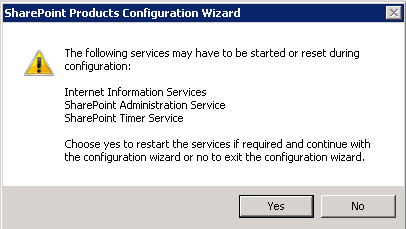 SharePoint Products Configuration Wizard
The following services may have to be started or reset during
configuration:
Internet Information Services
SharePoint Administration Service
SharePoint Timer Service
Choose yes to restart the services if required and continue with
the configuration wizard or no to exit the configuration wizard.
Yes No